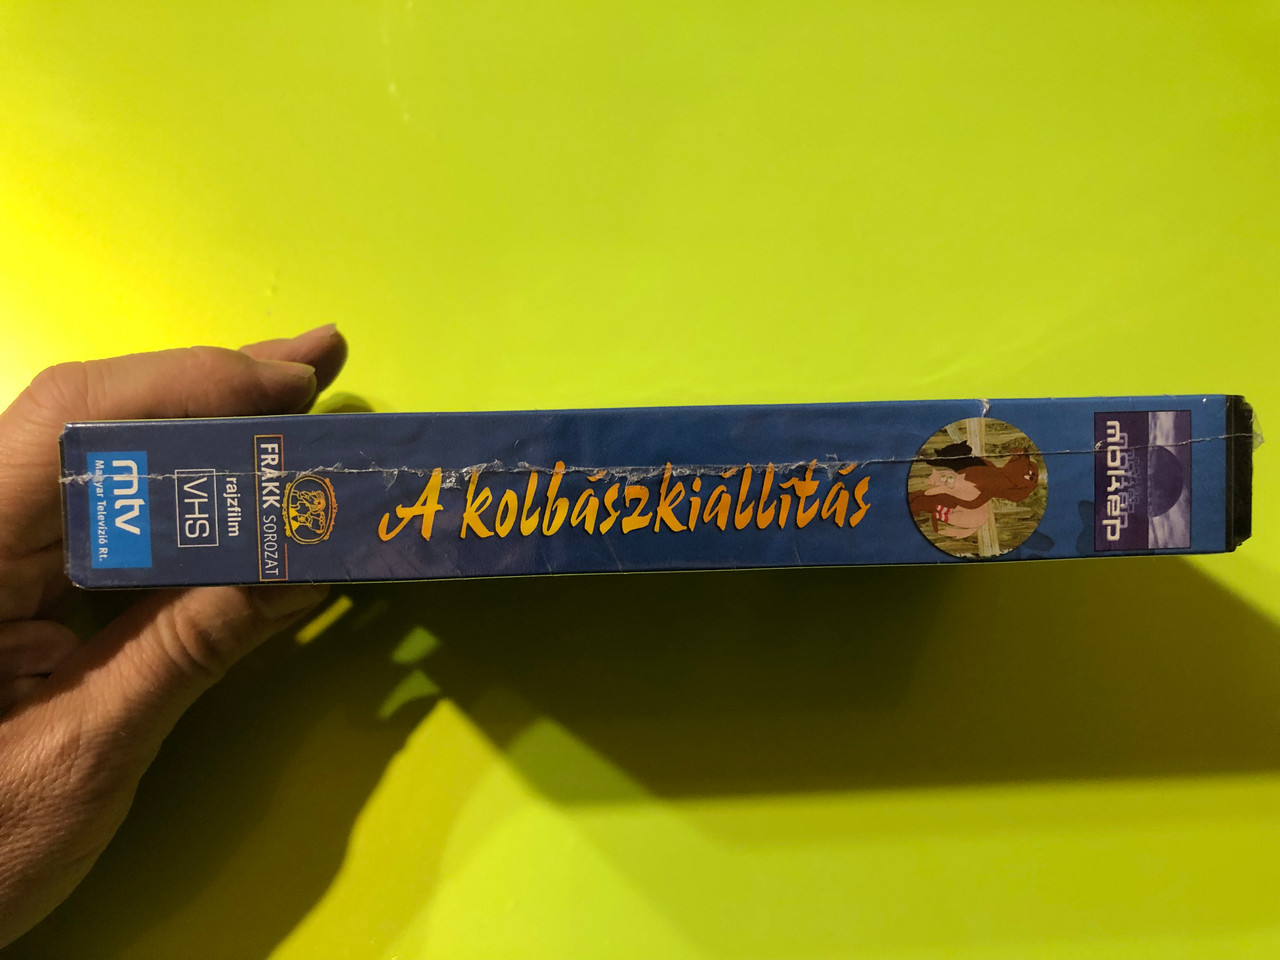 mtv
Magyar Televízió Rt.
rajzfilm
VHS
FRAKK SOROZAT
A kolbászkiállítás